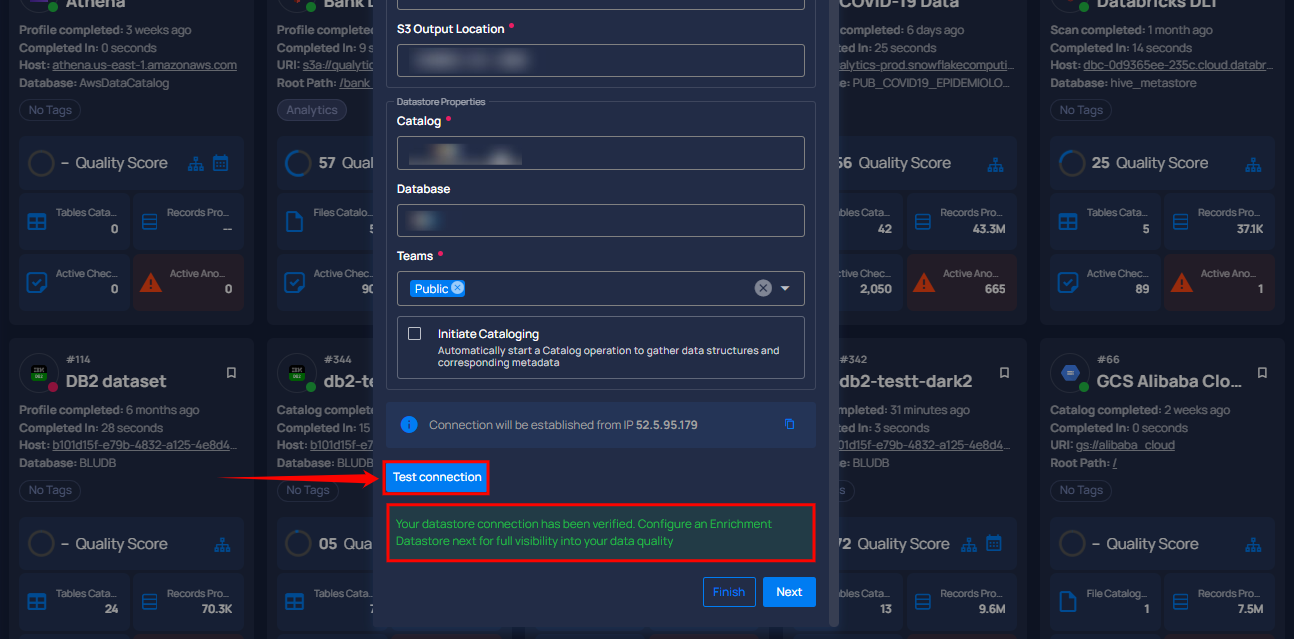 Athena
Profile completed: 3 weeks ago
Completed In: 0 seconds
Host: athena.us-east-1.amazonaws.com
Database: AwsDataCatalog
No Tags
– Quality Score
Tables Cata...
0
Records Pro...
--
Active Chec...
0
Active Ano...
0
Bank
Profile completed:
Completed In: 9 s
URI: s3a://qualytic
Root Path: /bank_
Analytics
57 Qual
Files Catalo...
Active Chec
90
S3 Output Location *
Datastore Properties
Catalog *
Database
Teams *
Public
Initiate Cataloging
Automatically start a Catalog operation to gather data structures and
corresponding metadata
Connection will be established from IP 52.5.95.179
Test connection
Your datastore connection has been verified. Configure an Enrichment
Datastore next for full visibility into your data quality
Finish
Next
COVID-19 Data
completed: 6 days ago
ed In: 25 seconds
alytics-prod.snowflakecomputi...
e: PUB_COVID19_EPIDEMIOLO...
56 Quality Score
bles Cata...
42
Records Pro...
43.3M
ctive Chec...
2,050
Active Ano...
665
Databricks DLT
Scan completed: 1 month ago
Completed In: 14 seconds
Host: dbc-0d9365ee-235c.cloud.databr...
Database: hive_metastore
No Tags
25 Quality Score
Tables Cata...
5
Records Pro...
37.1K
Active Chec...
89
Active Ano...
1
#114
DB2 dataset
Profile completed: 6 months ago
Completed In: 28 seconds
Host: b101d15f-e79b-4832-a125-4e8d4...
Database: BLUDB
No Tags
– Quality Score
Tables Cata...
24
Records Pro...
70.3K
#344
db2-te
Catalog complete
Completed In: 15
Host: b101d15f-e7
Database: BLUDB
No Tags
05 Qua
Tables Cata
7
#342
db2-testt-dark2
mpleted: 31 minutes ago
d In: 3 seconds
01d15f-e79b-4832-a125-4e8d4...
e: BLUDB
s
72 Quality Score
bles Cata...
13
Records Pro...
9.6M
#66
GCS Alibaba Clo...
Catalog completed: 2 weeks ago
Completed In: 0 seconds
URI: gs://alibaba_cloud
Root Path: /
No Tags
– Quality Score
File Catalog...
1
Records Pro...
7.5M